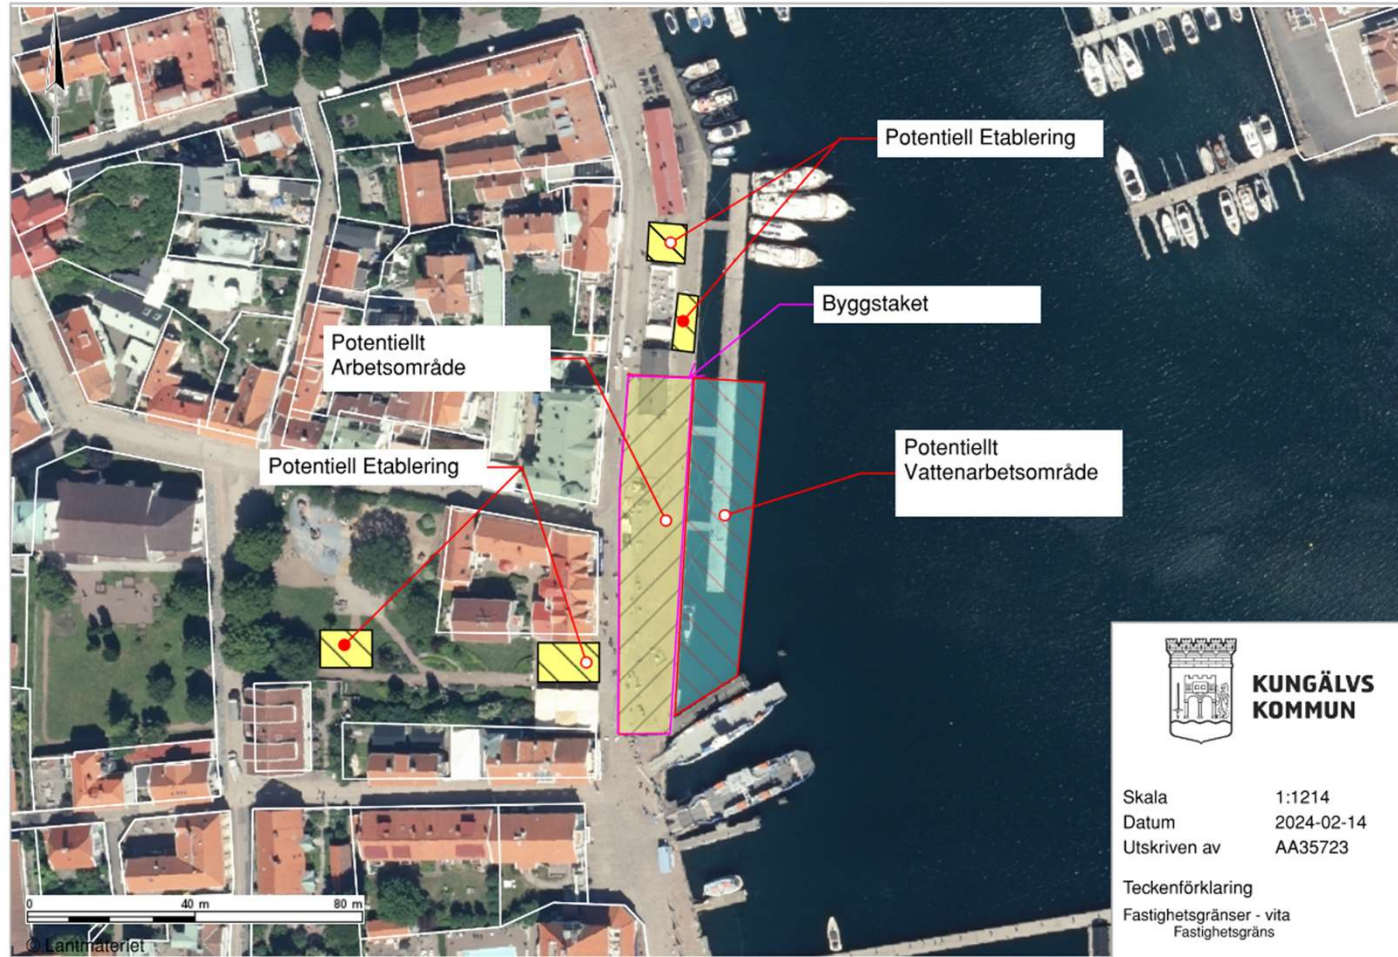 Potentiell Etablering
Byggstaket
Potentiellt
Arbetsområde
Potentiellt
Vattenarbetsområde
Potentiell Etablering
KUNGÄLVS
KOMMUN
Skala 1:1214
Datum 2024-02-14
Utskriven av AA35723
Teckenförklaring
Fastighetsgränser - vita
Fastighetsgräns
0 40 m 80 m
© Lantmäteriet